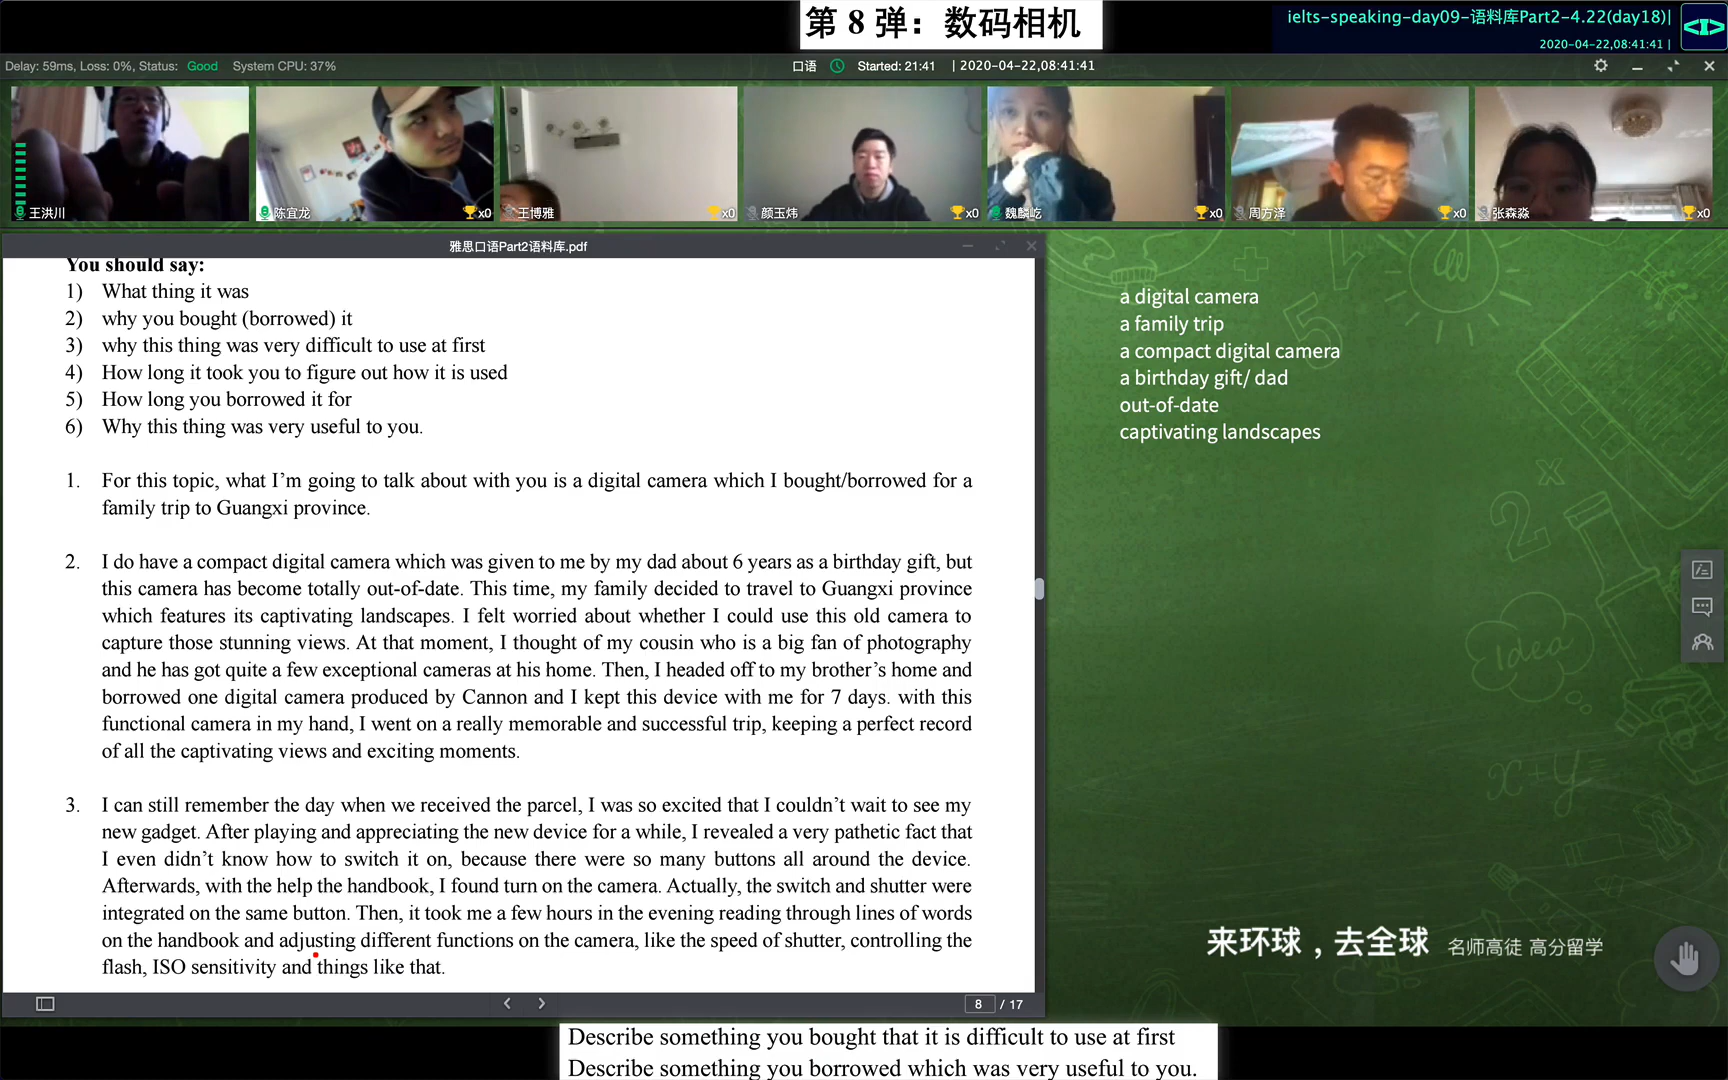 第 8 弹：数码相机
ielts-speaking-day09-语料库Part2-4.22(day18)|
2020-04-22,08:41:41 |
Delay: 59ms, Loss: 0%, Status: Good System CPU: 37%
口语 Started: 21:41 | 2020-04-22,08:41:41
王洪川
陈宜龙 x0
王博雅 x0
颜玉炜 x0
魏麟屹 x0
周方泽 x0
张森淼 x0
雅思口语Part2语料库.pdf
You should say:
1) What thing it was
2) why you bought (borrowed) it
3) why this thing was very difficult to use at first
4) How long it took you to figure out how it is used
5) How long you borrowed it for
6) Why this thing was very useful to you.
1. For this topic, what I'm going to talk about with you is a digital camera which I bought/borrowed for a
family trip to Guangxi province.
2. I do have a compact digital camera which was given to me by my dad about 6 years as a birthday gift, but
this camera has become totally out-of-date. This time, my family decided to travel to Guangxi province
which features its captivating landscapes. I felt worried about whether I could use this old camera to
capture those stunning views. At that moment, I thought of my cousin who is a big fan of photography
and he has got quite a few exceptional cameras at his home. Then, I headed off to my brother's home and
borrowed one digital camera produced by Cannon and I kept this device with me for 7 days. with this
functional camera in my hand, I went on a really memorable and successful trip, keeping a perfect record
of all the captivating views and exciting moments.
3. I can still remember the day when we received the parcel, I was so excited that I couldn't wait to see my
new gadget. After playing and appreciating the new device for a while, I revealed a very pathetic fact that
I even didn't know how to switch it on, because there were so many buttons all around the device.
Afterwards, with the help the handbook, I found turn on the camera. Actually, the switch and shutter were
integrated on the same button. Then, it took me a few hours in the evening reading through lines of words
on the handbook and adjusting different functions on the camera, like the speed of shutter, controlling the
flash, ISO sensitivity and things like that.
8 / 17
a digital camera
a family trip
a compact digital camera
a birthday gift/ dad
out-of-date
captivating landscapes
Idea
x+y=
来环球，去全球 名师高徒 高分留学
Describe something you bought that it is difficult to use at first
Describe something you borrowed which was very useful to you.